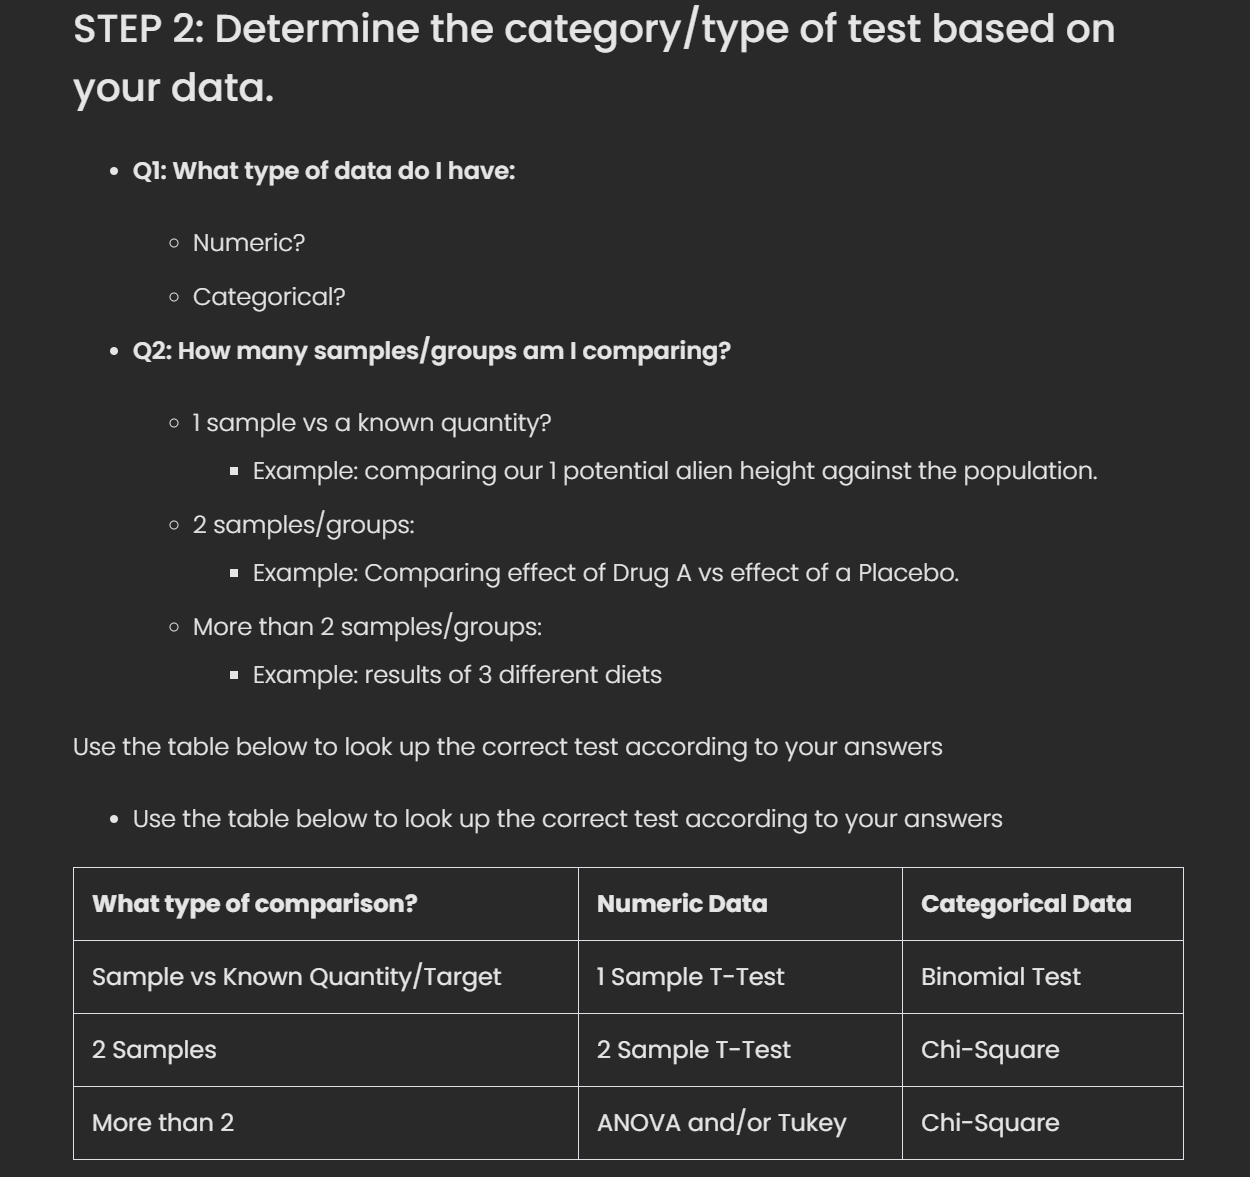 STEP 2: Determine the category/type of test based on
your data.
Q1: What type of data do I have:
Numeric?
Categorical?
Q2: How many samples/groups am I comparing?
1 sample vs a known quantity?
Example: comparing our 1 potential alien height against the population.
2 samples/groups:
Example: Comparing effect of Drug A vs effect of a Placebo.
More than 2 samples/groups:
Example: results of 3 different diets
Use the table below to look up the correct test according to your answers
Use the table below to look up the correct test according to your answers
What type of comparison? Numeric Data Categorical Data
Sample vs Known Quantity/Target 1 Sample T-Test Binomial Test
2 Samples 2 Sample T-Test Chi-Square
More than 2 ANOVA and/or Tukey Chi-Square